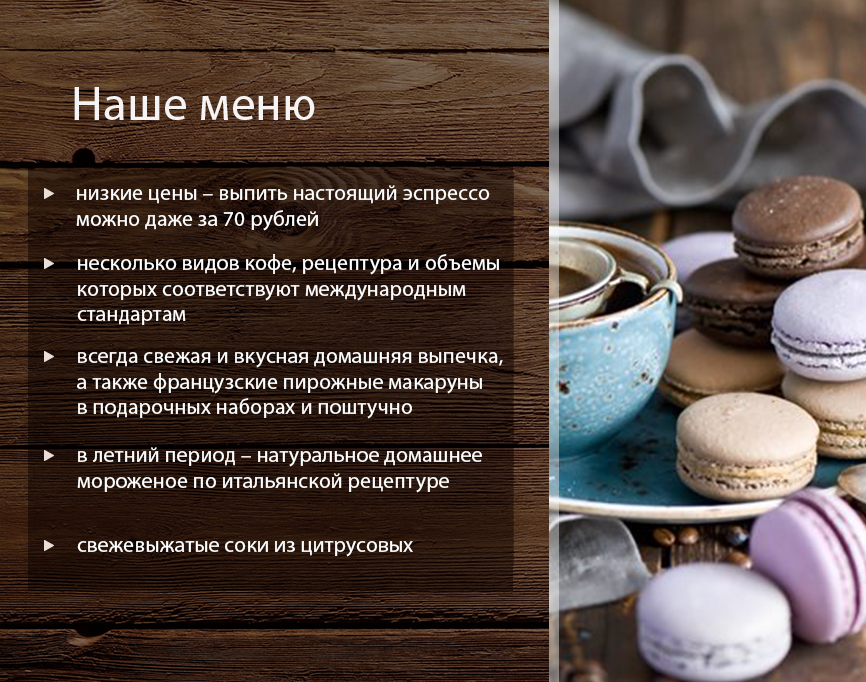 Наше меню
низкие цены – выпить настоящий эспрессо
можно даже за 70 рублей
несколько видов кофе, рецептура и объемы
которых соответствуют международным
стандартам
всегда свежая и вкусная домашняя выпечка,
а также французские пирожные макаруны
в подарочных наборах и поштучно
в летний период – натуральное домашнее
мороженое по итальянской рецептуре
свежевыжатые соки из цитрусовых